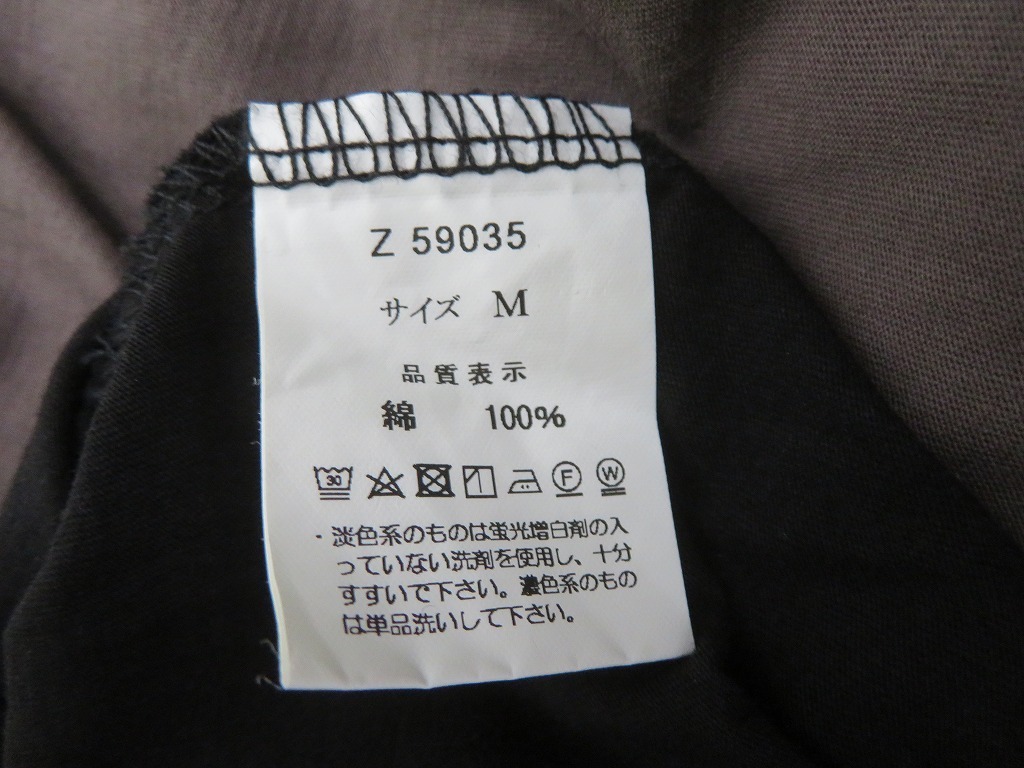 Z 59035
サイズ M
品質表示
綿 100%
30 F W
・淡色系のものは蛍光増白剤の入
っていない洗剤を使用し、十分
すすいで下さい。濃色系のもの
は単品洗いして下さい。